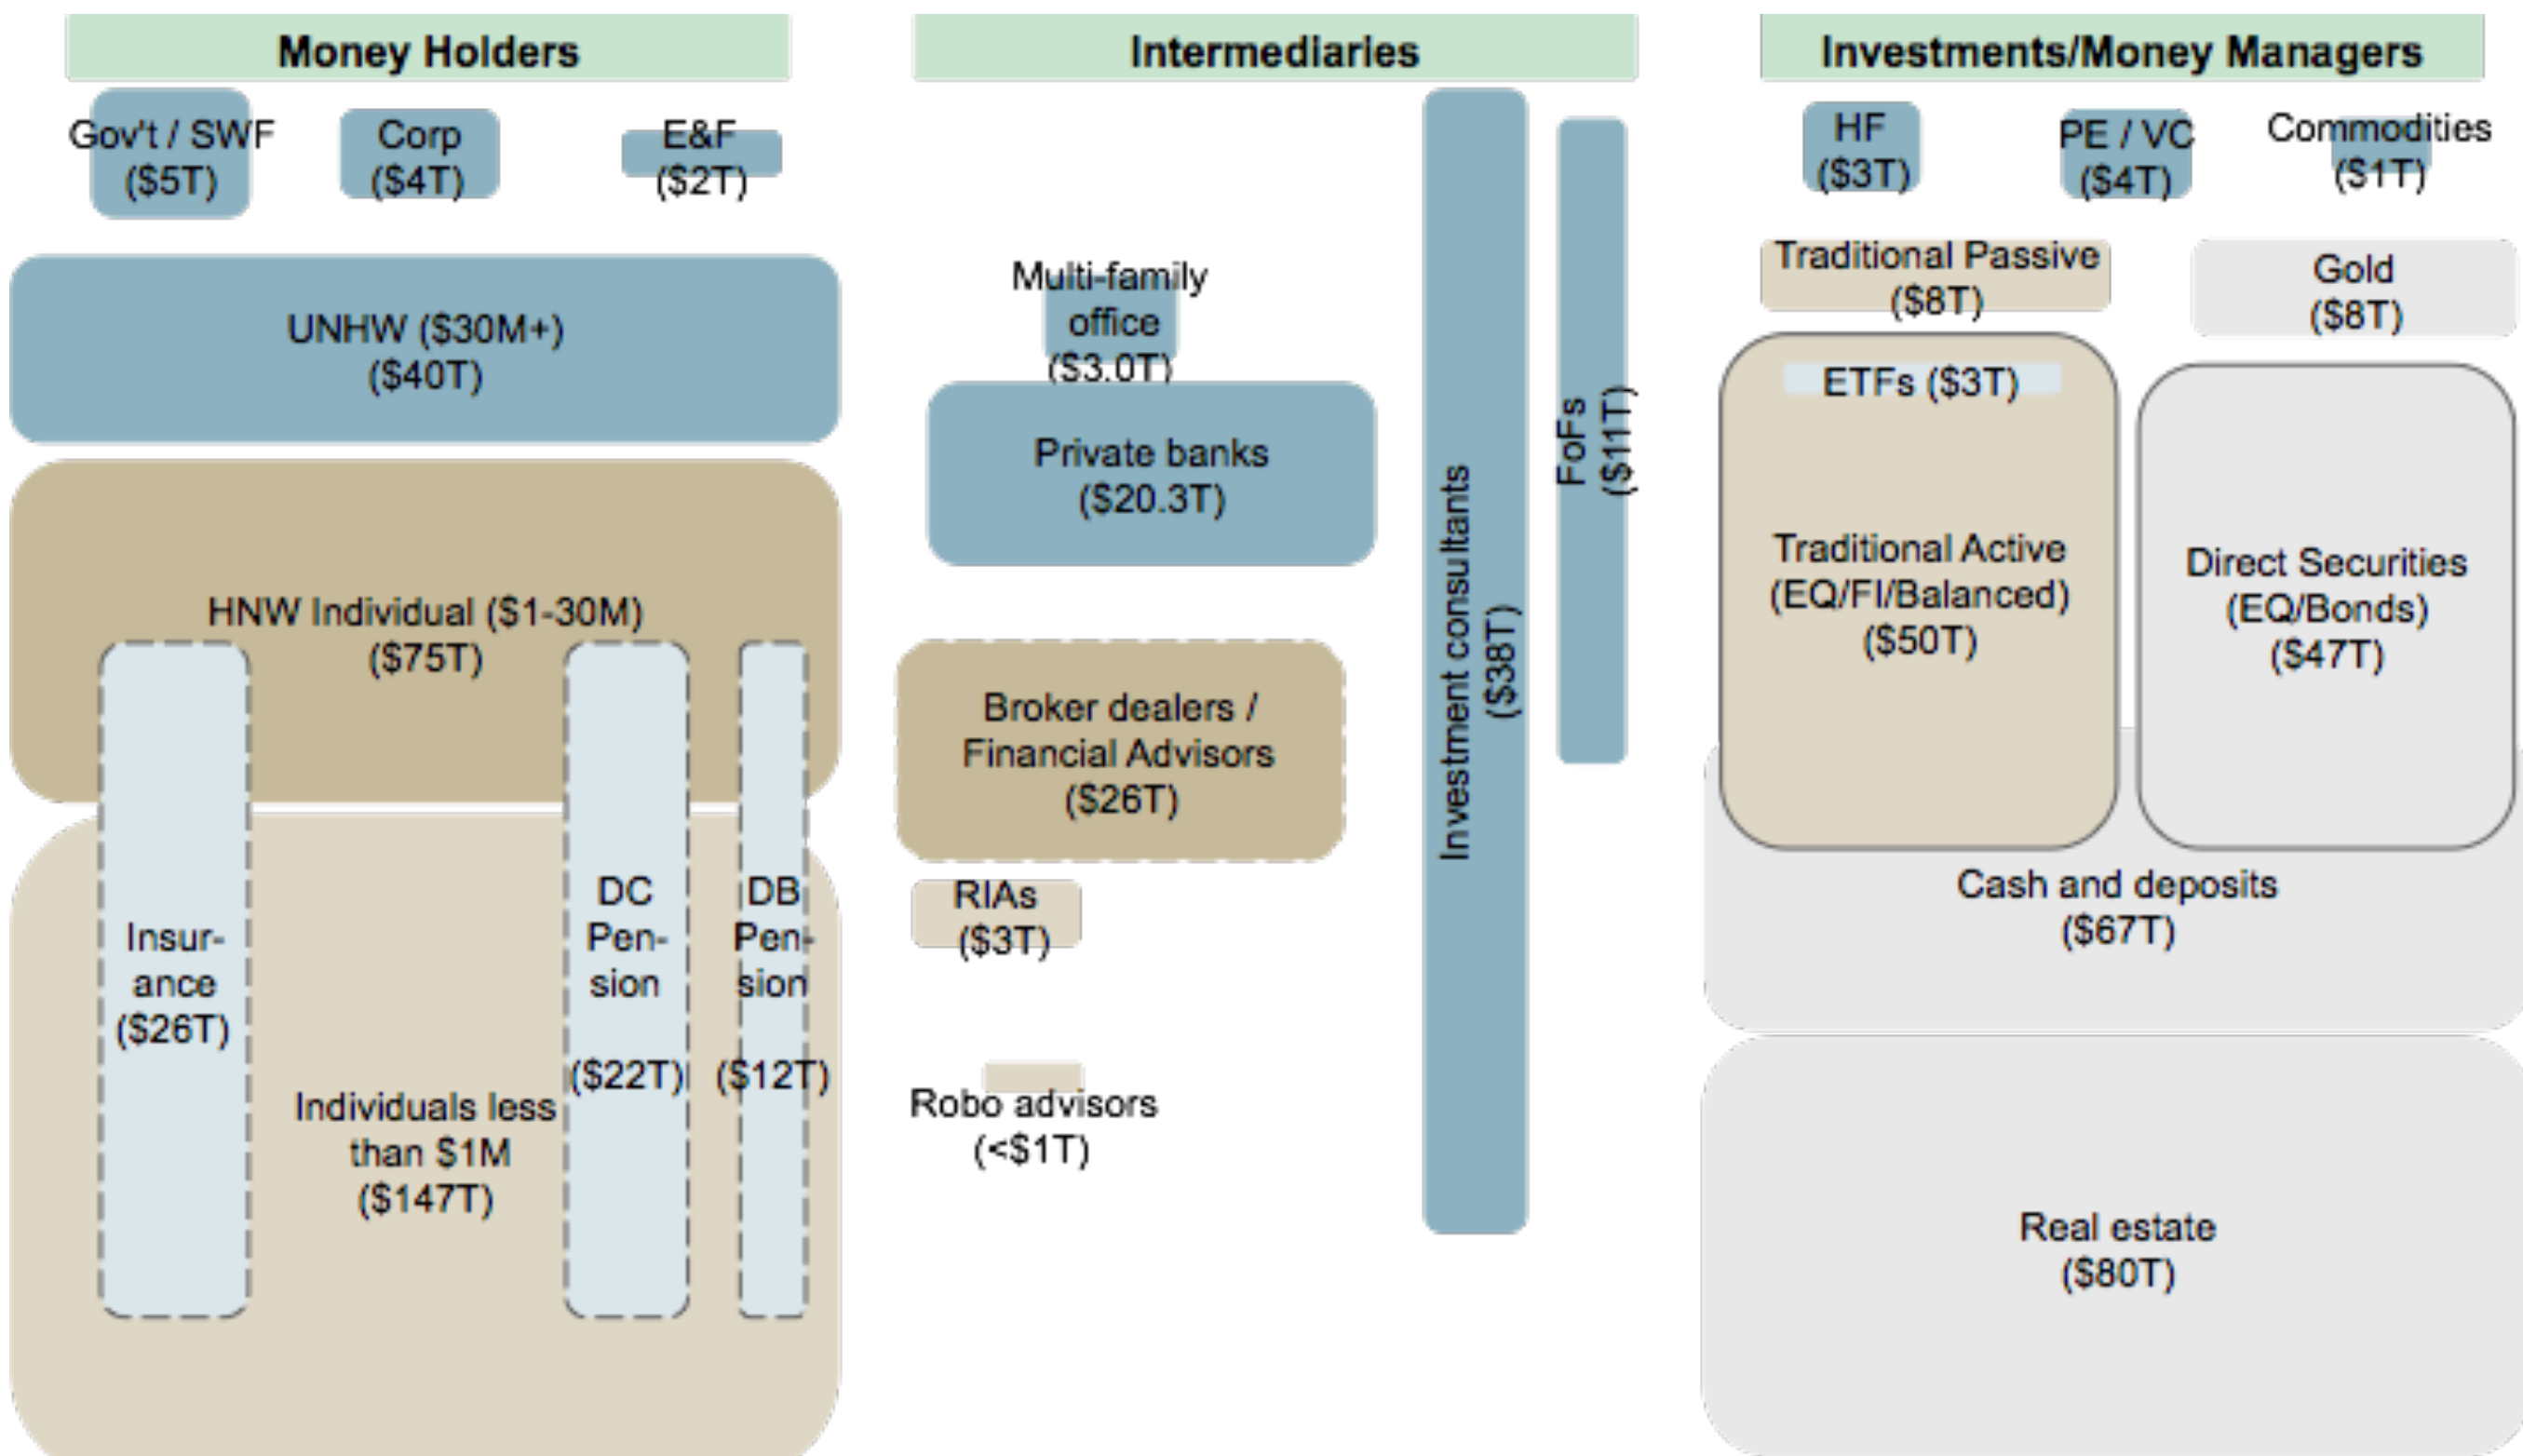 Money Holders
Gov't / SWF
($5T)
Corp
($4T)
E&F
($2T)
UNHW ($30M+)
($40T)
HNW Individual ($1-30M)
($75T)
Insur-
ance
($26T)
DC
Pen-
sion
($22T)
DB
Pen-
sion
($12T)
Individuals less
than $1M
($147T)
Intermediaries
Multi-family
office
($3.0T)
Private banks
($20.3T)
Broker dealers /
Financial Advisors
($26T)
RIAs
($3T)
Robo advisors
(<$1T)
Investment consultants
($38T)
FoFs
($11T)
Investments/Money Managers
HF
($3T)
PE / VC
($4T)
Commodities
($1T)
Traditional Passive
($8T)
Gold
($8T)
ETFs ($3T)
Traditional Active
(EQ/FI/Balanced)
($50T)
Direct Securities
(EQ/Bonds)
($47T)
Cash and deposits
($67T)
Real estate
($80T)